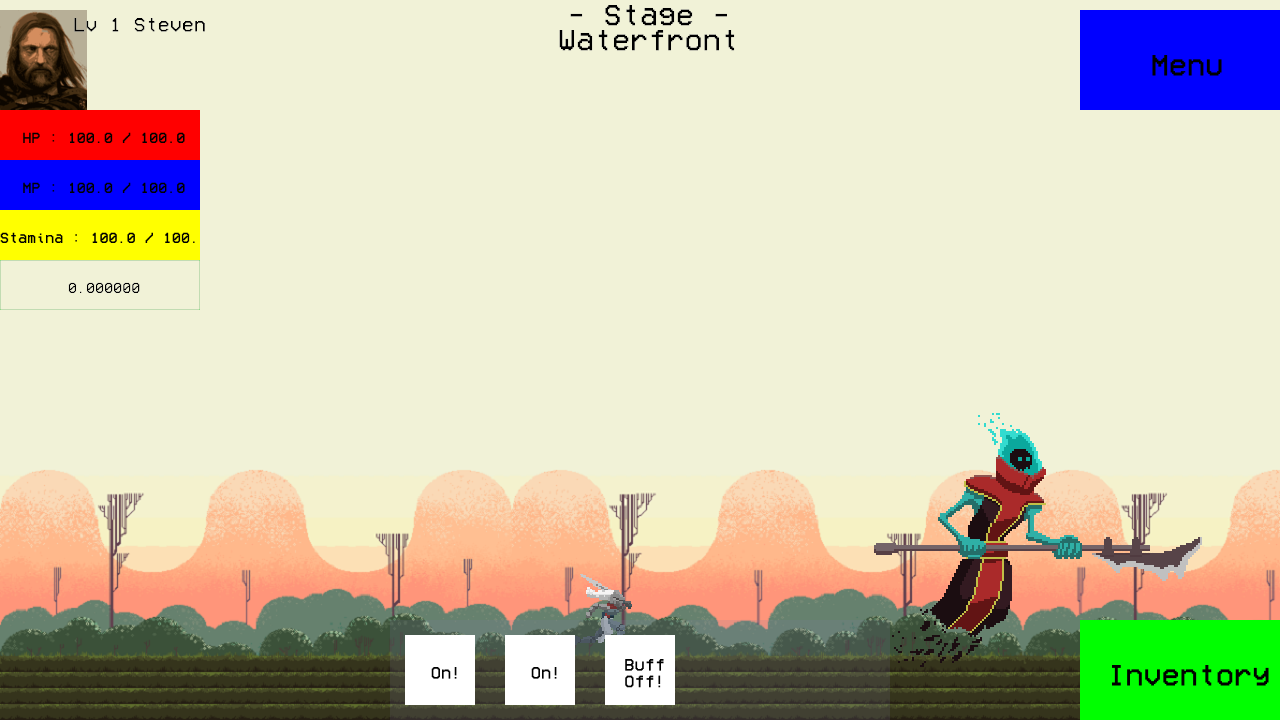 Lv 1 Steven
- Stage -
Waterfront
Menu
HP : 100.0 / 100.0
MP : 100.0 / 100.0
Stamina : 100.0 / 100.
0.000000
On!
On!
Buff
Off!
Inventory